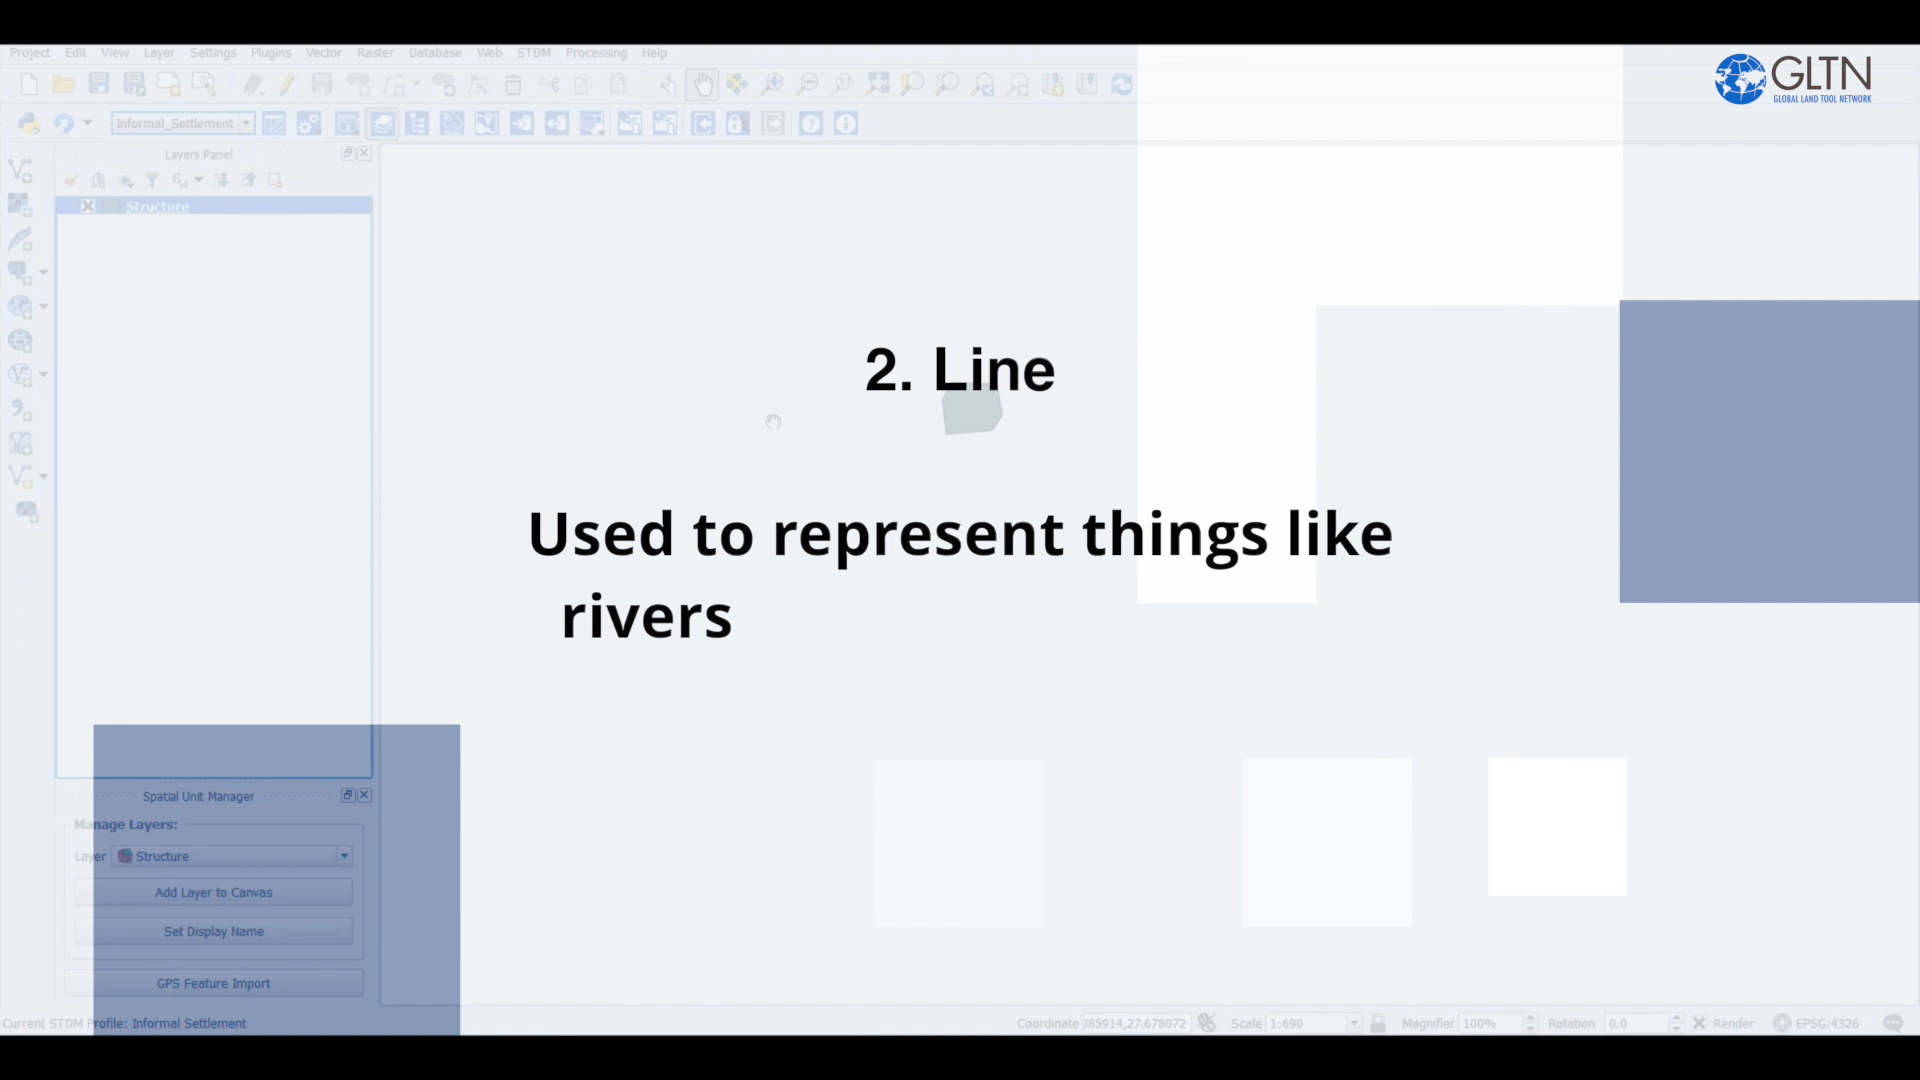 Project Edit View Layer Settings Plugins Vector Raster Database Web STDM Processing Help
GLTN
GLOBAL LAND TOOL NETWORK
Informal_Settlement
Layers Panel
Structure
2. Line
Used to represent things like
rivers
Spatial Unit Manager
Manage Layers:
Layer Structure
Add Layer to Canvas
Set Display Name
GPS Feature Import
Current STDM Profile: Informal Settlement
Coordinate 085914,27.678072 Scale 1:690 Magnifier 100% Rotation 0.0 Render EPSG:4326